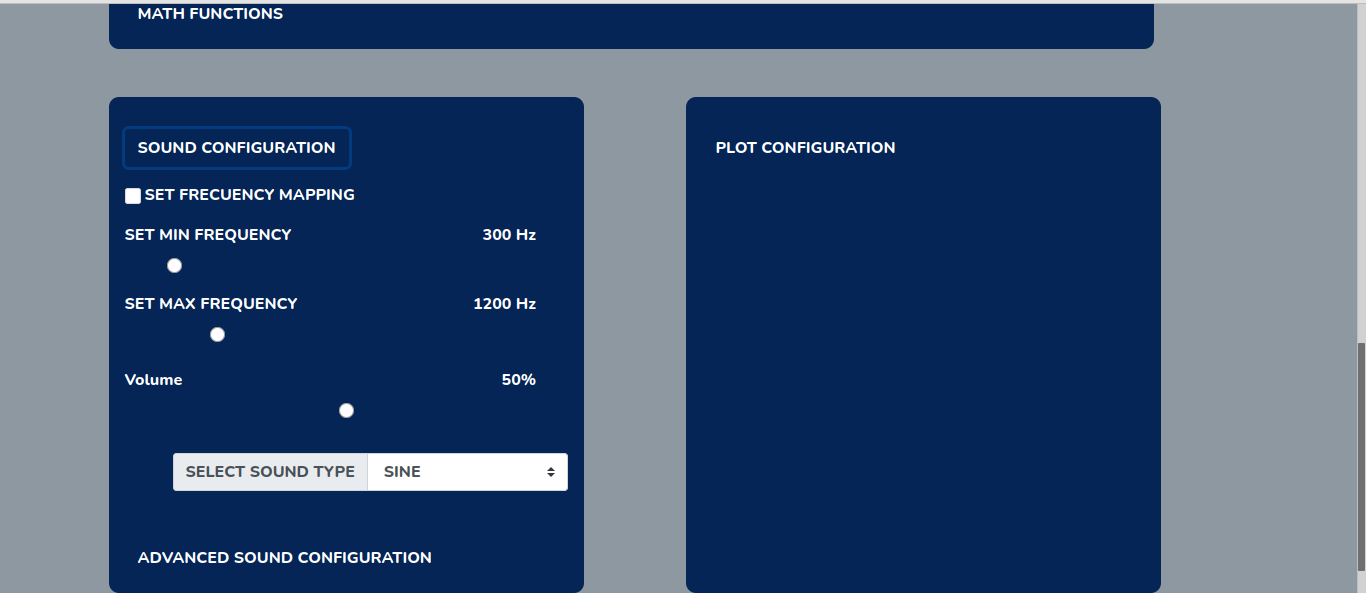 MATH FUNCTIONS
SOUND CONFIGURATION
SET FRECUENCY MAPPING
SET MIN FREQUENCY 300 Hz
SET MAX FREQUENCY 1200 Hz
Volume 50%
SELECT SOUND TYPE SINE
ADVANCED SOUND CONFIGURATION
PLOT CONFIGURATION